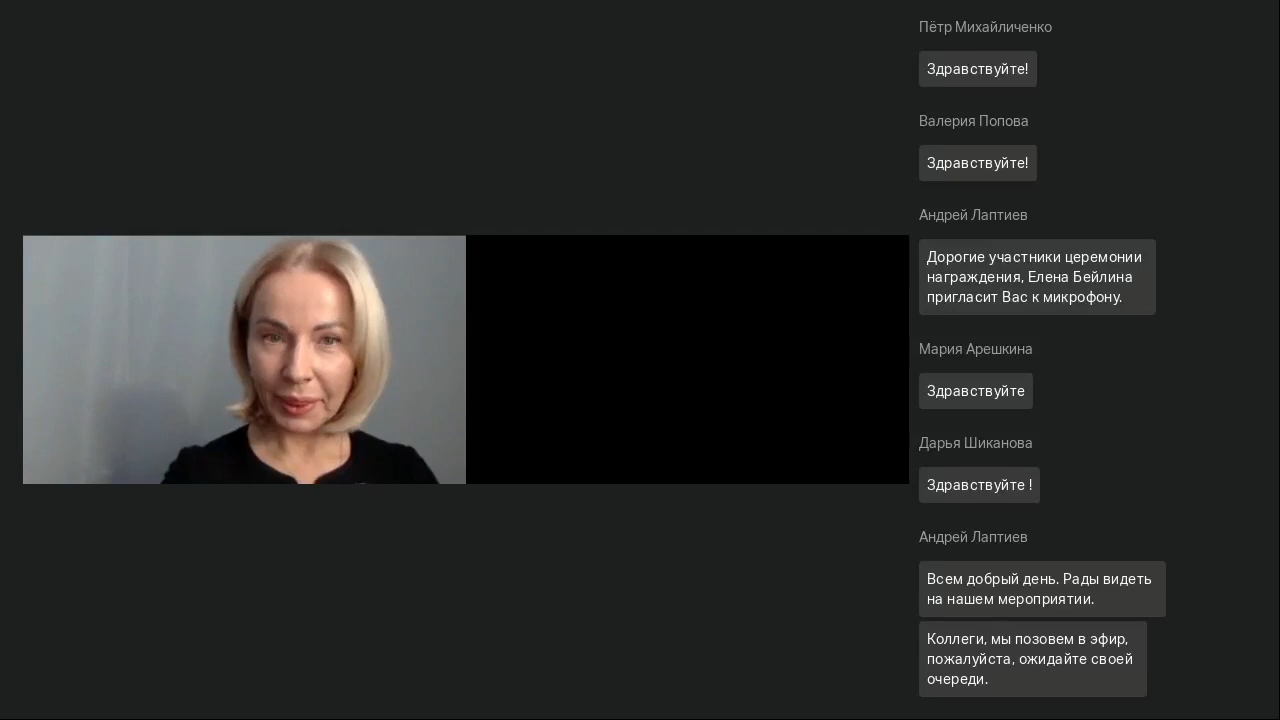 Пётр Михайличенко
Здравствуйте!
Валерия Попова
Здравствуйте!
Андрей Лаптиев
Дорогие участники церемонии
награждения, Елена Бейлина
пригласит Вас к микрофону.
Мария Арешкина
Здравствуйте
Дарья Шиканова
Здравствуйте !
Андрей Лаптиев
Всем добрый день. Рады видеть
на нашем мероприятии.
Коллеги, мы позовем в эфир,
пожалуйста, ожидайте своей
очереди.